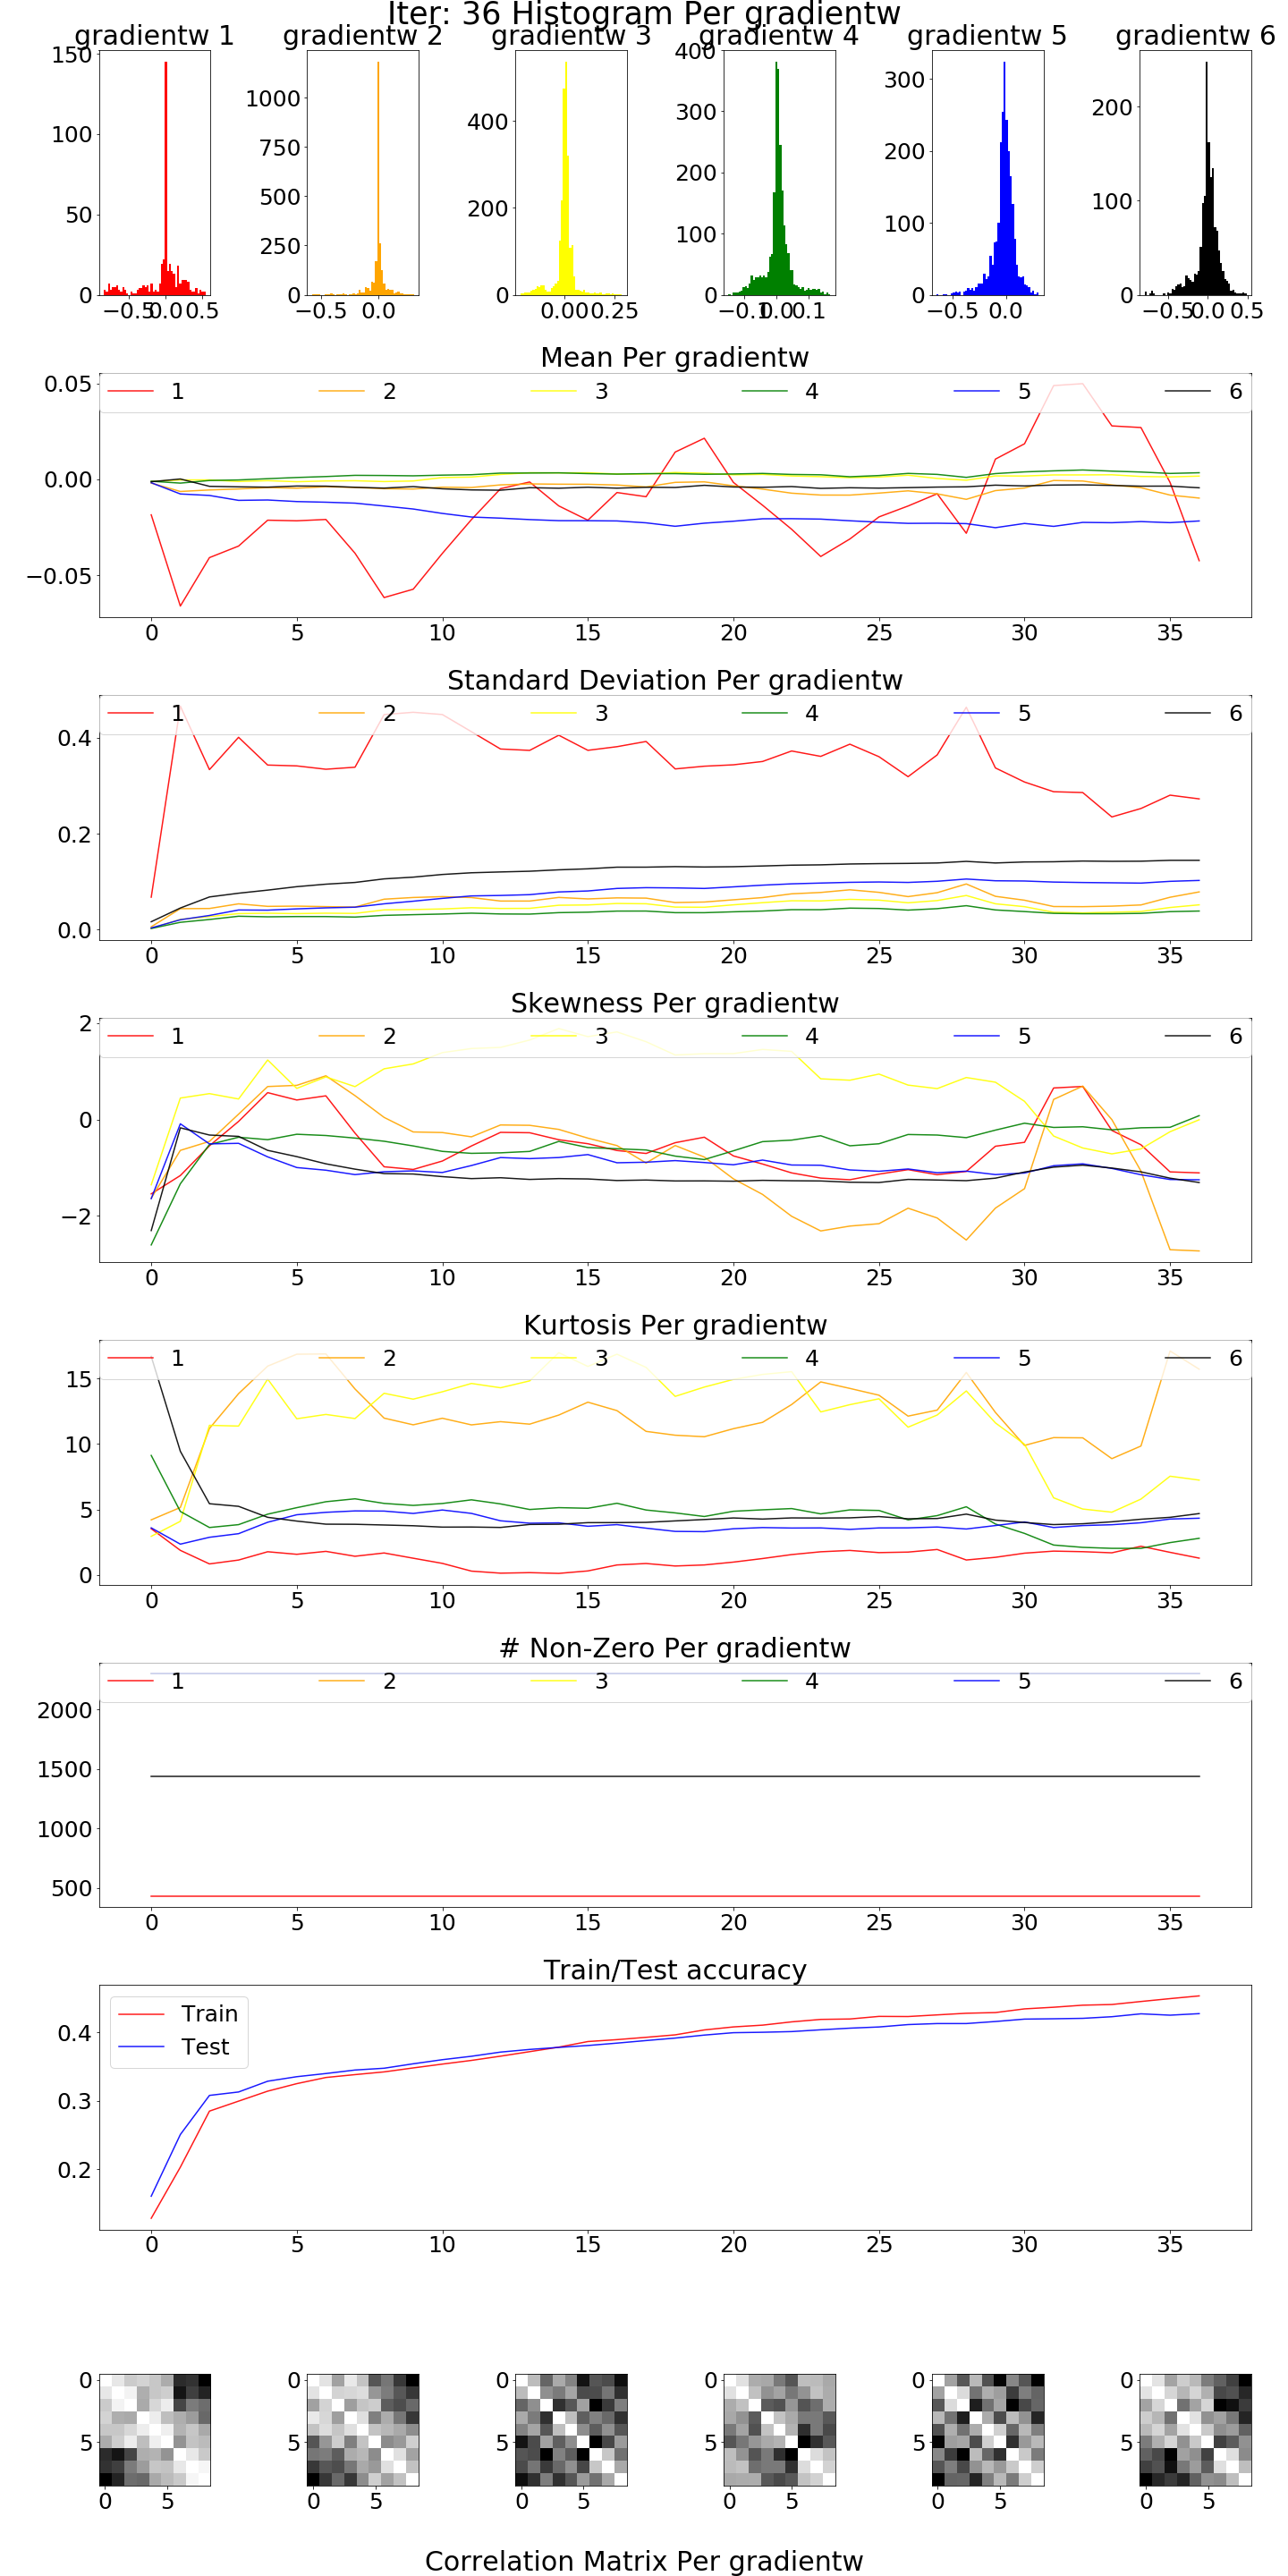 Iter: 36 Histogram Per gradientw
gradientw 1 gradientw 2 gradientw 3 gradientw 4 gradientw 5 gradientw 6
150
100
50
0
−0.5 0.0 0.5
1000
750
500
250
0
−0.5 0.0
400
200
0
0.00 0.25
400
300
200
100
0
−0.1 0.0 0.1
300
200
100
0
−0.5 0.0
200
100
0
−0.5 0.0 0.5
Mean Per gradientw
1 2 3 4 5 6
0.05
0.00
−0.05
0 5 10 15 20 25 30 35
Standard Deviation Per gradientw
1 2 3 4 5 6
0.4
0.2
0.0
0 5 10 15 20 25 30 35
Skewness Per gradientw
1 2 3 4 5 6
2
0
−2
0 5 10 15 20 25 30 35
Kurtosis Per gradientw
1 2 3 4 5 6
15
10
5
0
0 5 10 15 20 25 30 35
# Non-Zero Per gradientw
1 2 3 4 5 6
2000
1500
1000
500
0 5 10 15 20 25 30 35
Train/Test accuracy
Train
Test
0.4
0.3
0.2
0 5 10 15 20 25 30 35
0 0 0 0 0 0
5 5 5 5 5 5
0 5 0 5 0 5 0 5 0 5 0 5
Correlation Matrix Per gradientw